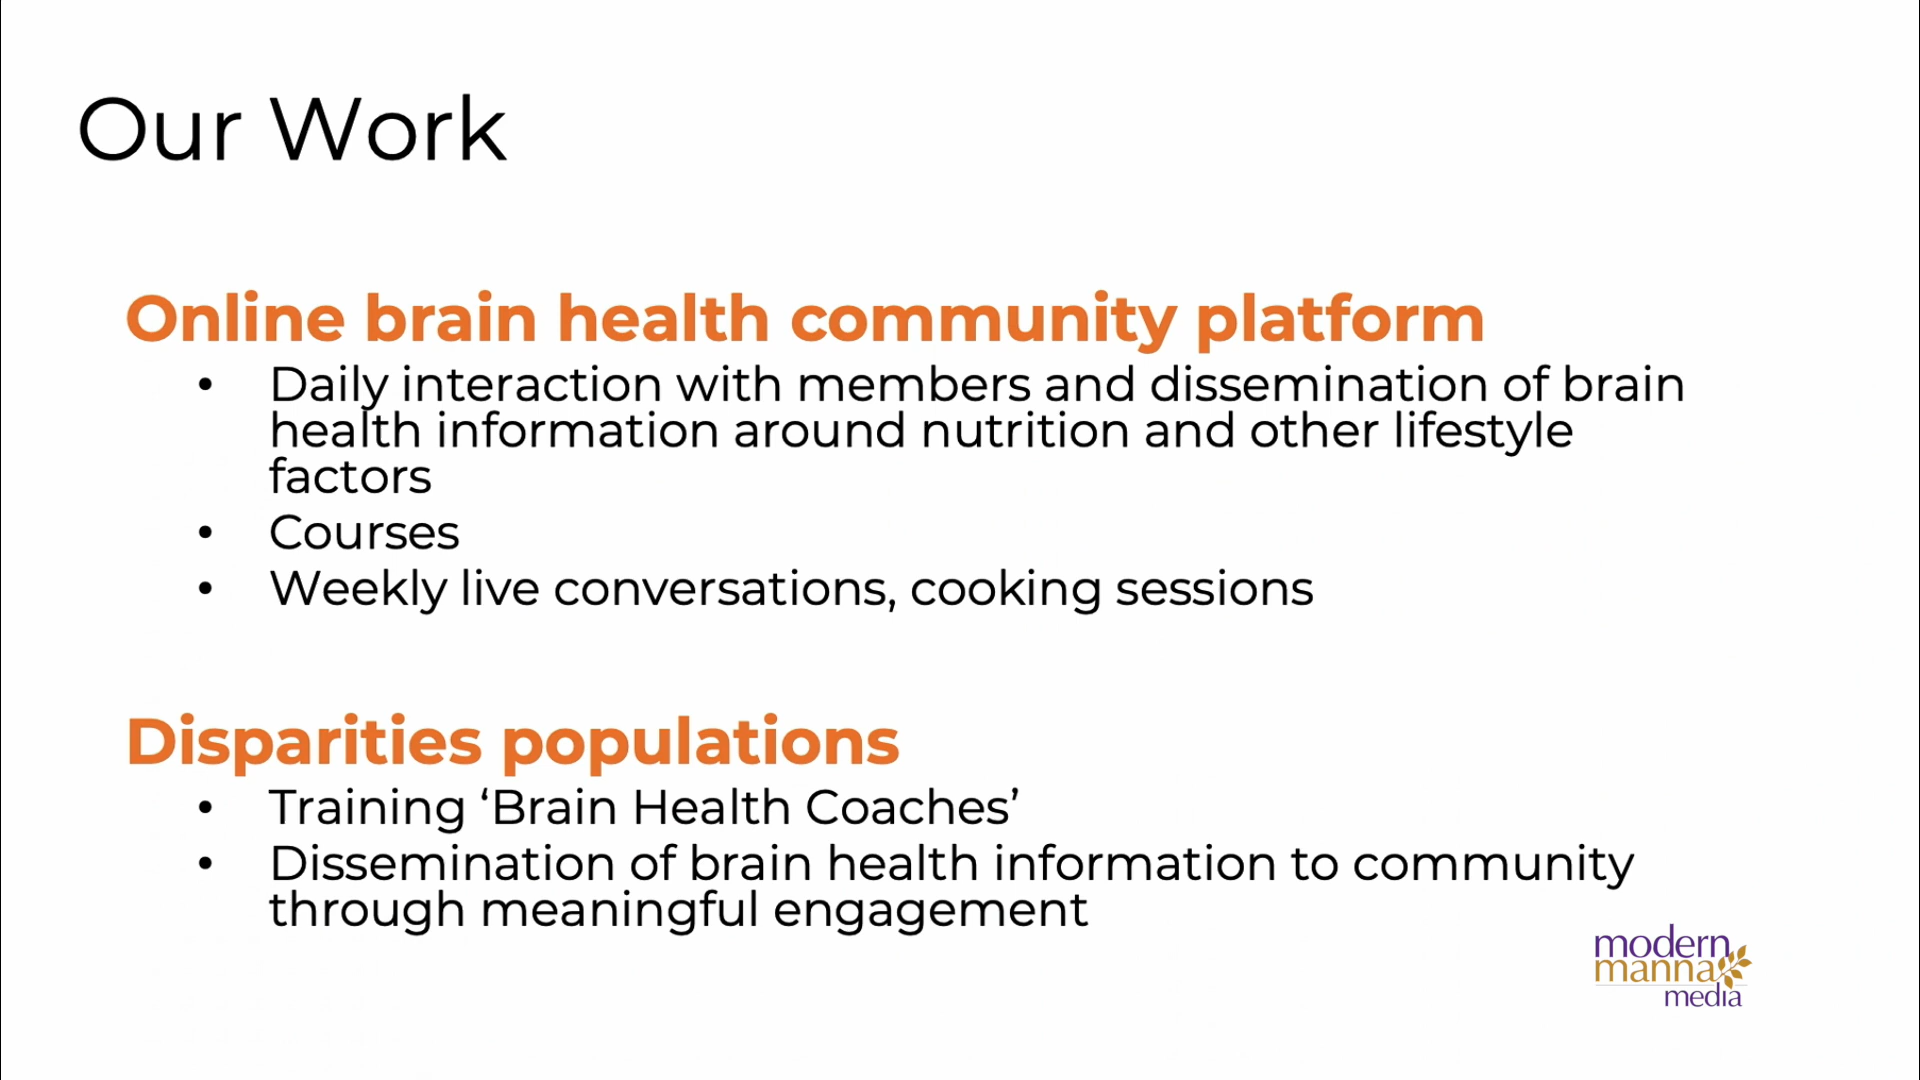 Our Work
Online brain health community platform
• Daily interaction with members and dissemination of brain
health information around nutrition and other lifestyle
factors
• Courses
• Weekly live conversations, cooking sessions
Disparities populations
• Training ‘Brain Health Coaches’
• Dissemination of brain health information to community
through meaningful engagement
modern
manna
media